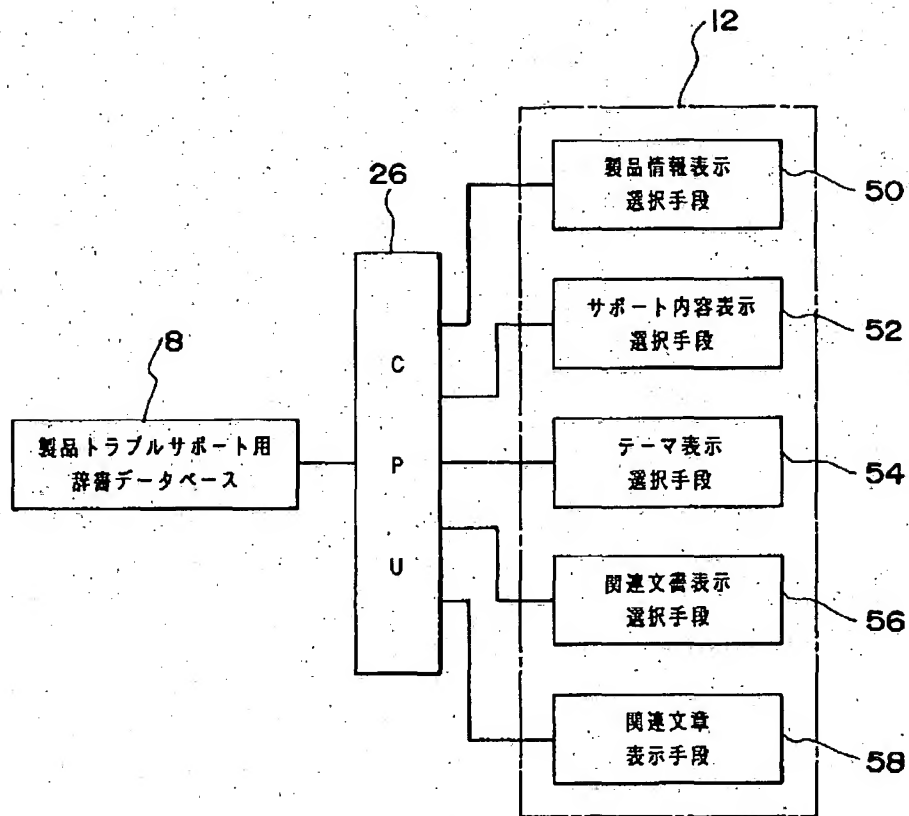 12
製品情報表示
選択手段
50
26
サポート内容表示
選択手段
52
8
製品トラブルサポート用
辞書データベース
C
P
U
テーマ表示
選択手段
54
関連文書表示
選択手段
56
関連文章
表示手段
58